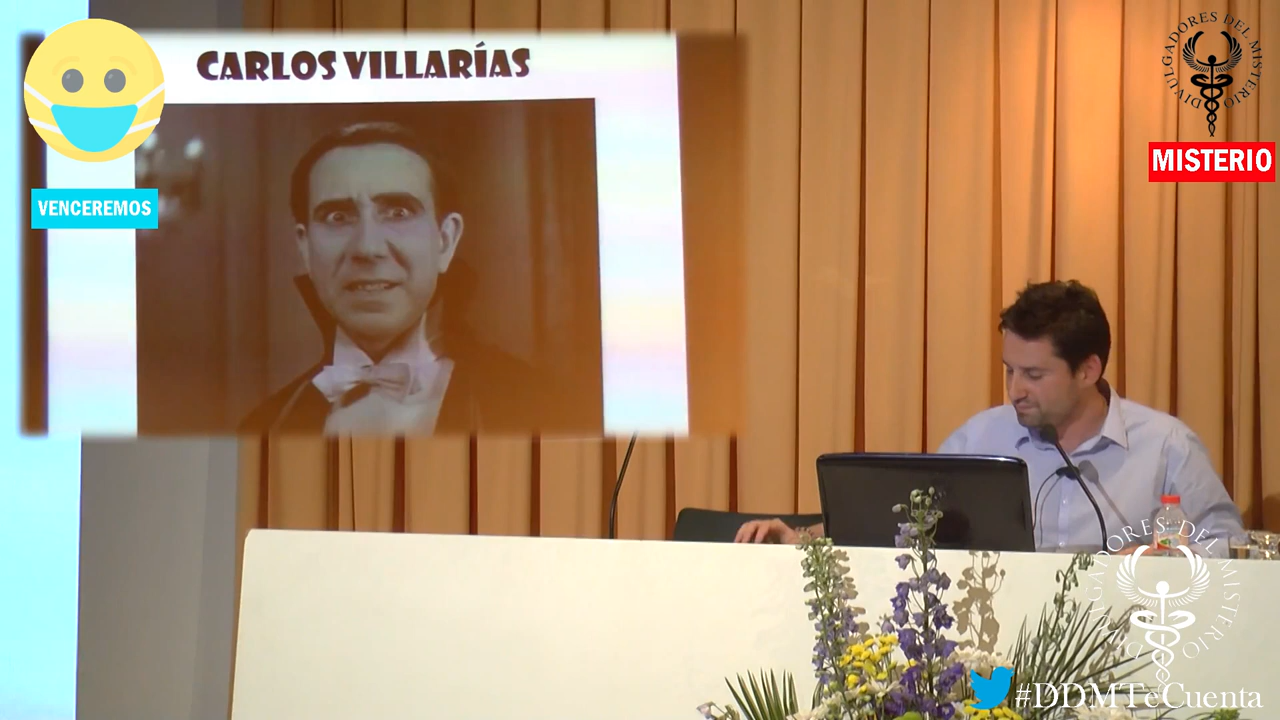 CARLOS VILLARÍAS
VENCEREMOS
DIVULGADORES DEL MISTERIO
MISTERIO
DIVULGADORES DEL MISTERIO
#DDMTeCuenta